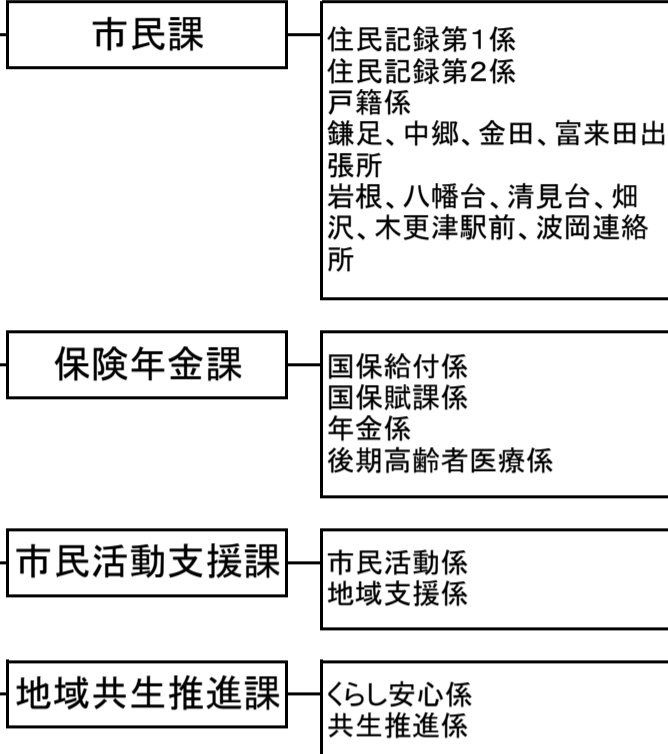 市民課
住民記録第1係
住民記録第2係
戸籍係
鎌足、中郷、金田、富来田出
張所
岩根、八幡台、清見台、畑
沢、木更津駅前、波岡連絡
所
保険年金課
国保給付係
国保賦課係
年金係
後期高齢者医療係
市民活動支援課
市民活動係
地域支援係
地域共生推進課
くらし安心係
共生推進係